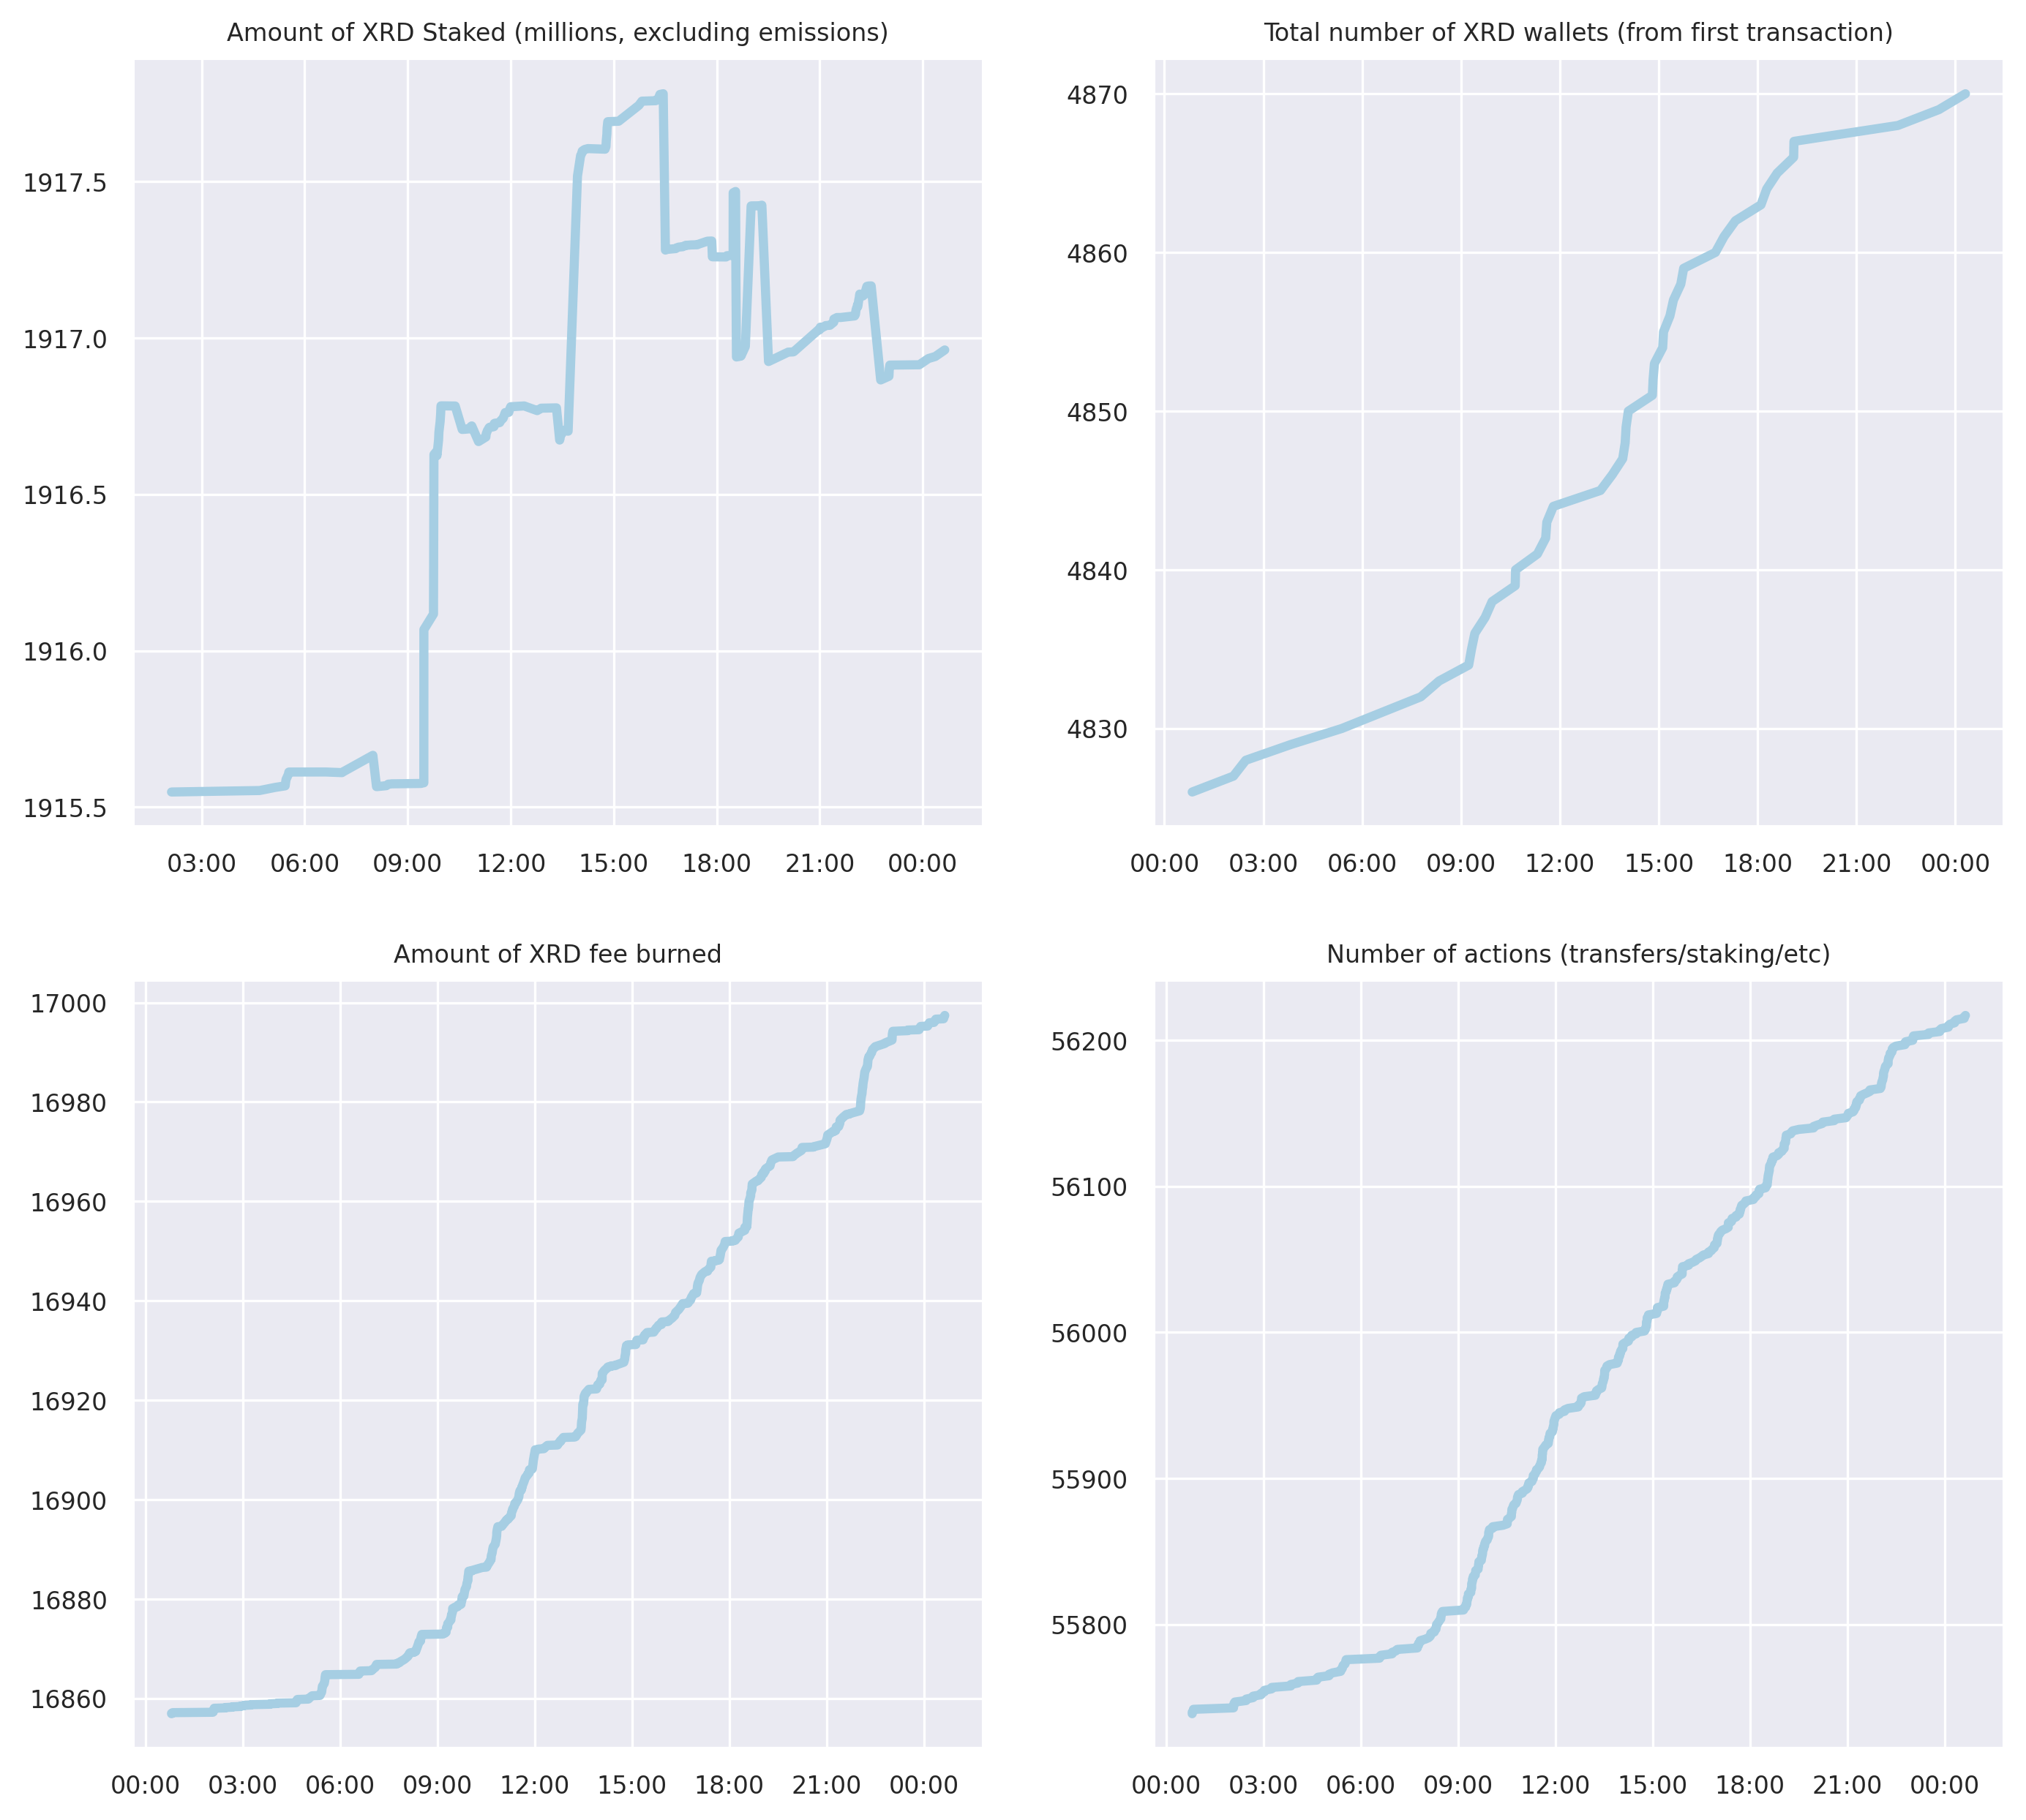 Amount of XRD Staked (millions, excluding emissions)
1917.5
1917.0
1916.5
1916.0
1915.5
03:00 06:00 09:00 12:00 15:00 18:00 21:00 00:00
Total number of XRD wallets (from first transaction)
4870
4860
4850
4840
4830
00:00 03:00 06:00 09:00 12:00 15:00 18:00 21:00 00:00
Amount of XRD fee burned
17000
16980
16960
16940
16920
16900
16880
16860
00:00 03:00 06:00 09:00 12:00 15:00 18:00 21:00 00:00
Number of actions (transfers/staking/etc)
56200
56100
56000
55900
55800
00:00 03:00 06:00 09:00 12:00 15:00 18:00 21:00 00:00